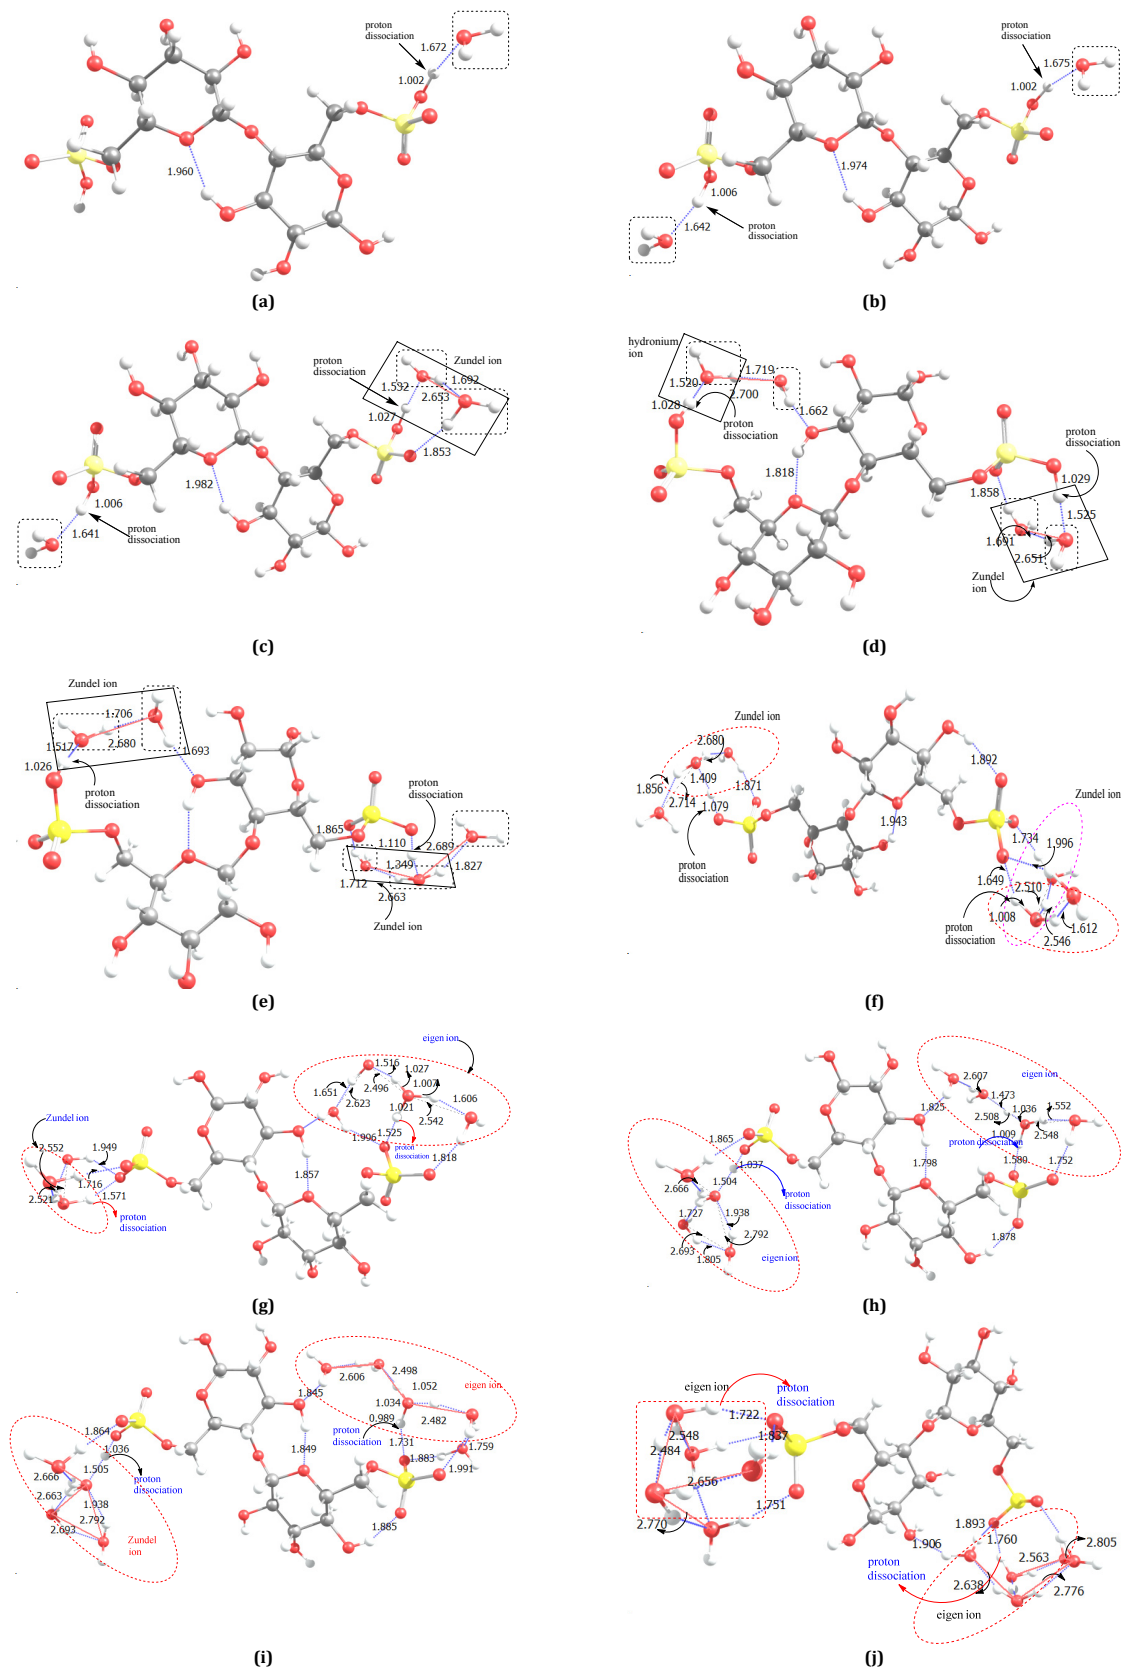 proton
dissociation
1.672
1.002
1.960
(a)
proton
dissociation
1.675
1.002
1.974
1.006
1.642
proton
dissociation
(b)
proton
dissociation
Zundel ion
1.592
1.692
2.653
1.027
1.853
1.982
1.006
1.641
proton
dissociation
(c)
hydronium
ion
1.719
1.520
2.700
1.028
1.662
proton
dissociation
1.818
proton
dissociation
1.029
1.858
1.525
1.691
2.651
Zundel
ion
(d)
Zundel ion
1.706
1.517
2.680
1.693
1.026
proton
dissociation
proton
dissociation
1.865
1.110
2.689
1.349
1.827
1.712
2.663
Zundel ion
(e)
Zundel ion
2.680
1.856
1.409
1.871
2.714
1.079
proton
dissociation
1.892
1.943
Zundel ion
1.734
1.996
1.649
2.510
proton
dissociation
1.008
1.612
2.546
(f)
eigen ion
1.516
1.027
1.651
2.496
1.007
1.606
2.623
1.021
2.542
1.996
1.525
proton
dissociation
1.818
1.857
Zundel ion
2.552
1.949
1.716
2.521
1.571
proton
dissociation
(g)
2.607
eigen ion
1.473
1.825
1.036
1.552
2.508
1.009
2.548
proton dissociation
1.580
1.752
1.798
1.878
1.865
1.037
1.504
2.666
proton
dissociation
1.727
1.938
2.792
2.693
1.805
eigen ion
(h)
2.606
2.498
1.052
eigen ion
1.845
1.034
0.989
2.482
proton
dissociation
1.731
1.759
1.849
1.883
1.991
1.885
1.864
1.036
1.505
proton
dissociation
2.666
2.663
1.938
2.792
2.693
Zundel
ion
(i)
eigen ion
proton
dissociation
1.722
2.548
1.837
2.484
2.656
1.751
2.770
1.893
1.906
1.760
2.805
proton
dissociation
2.563
2.638
2.776
eigen ion
(j)